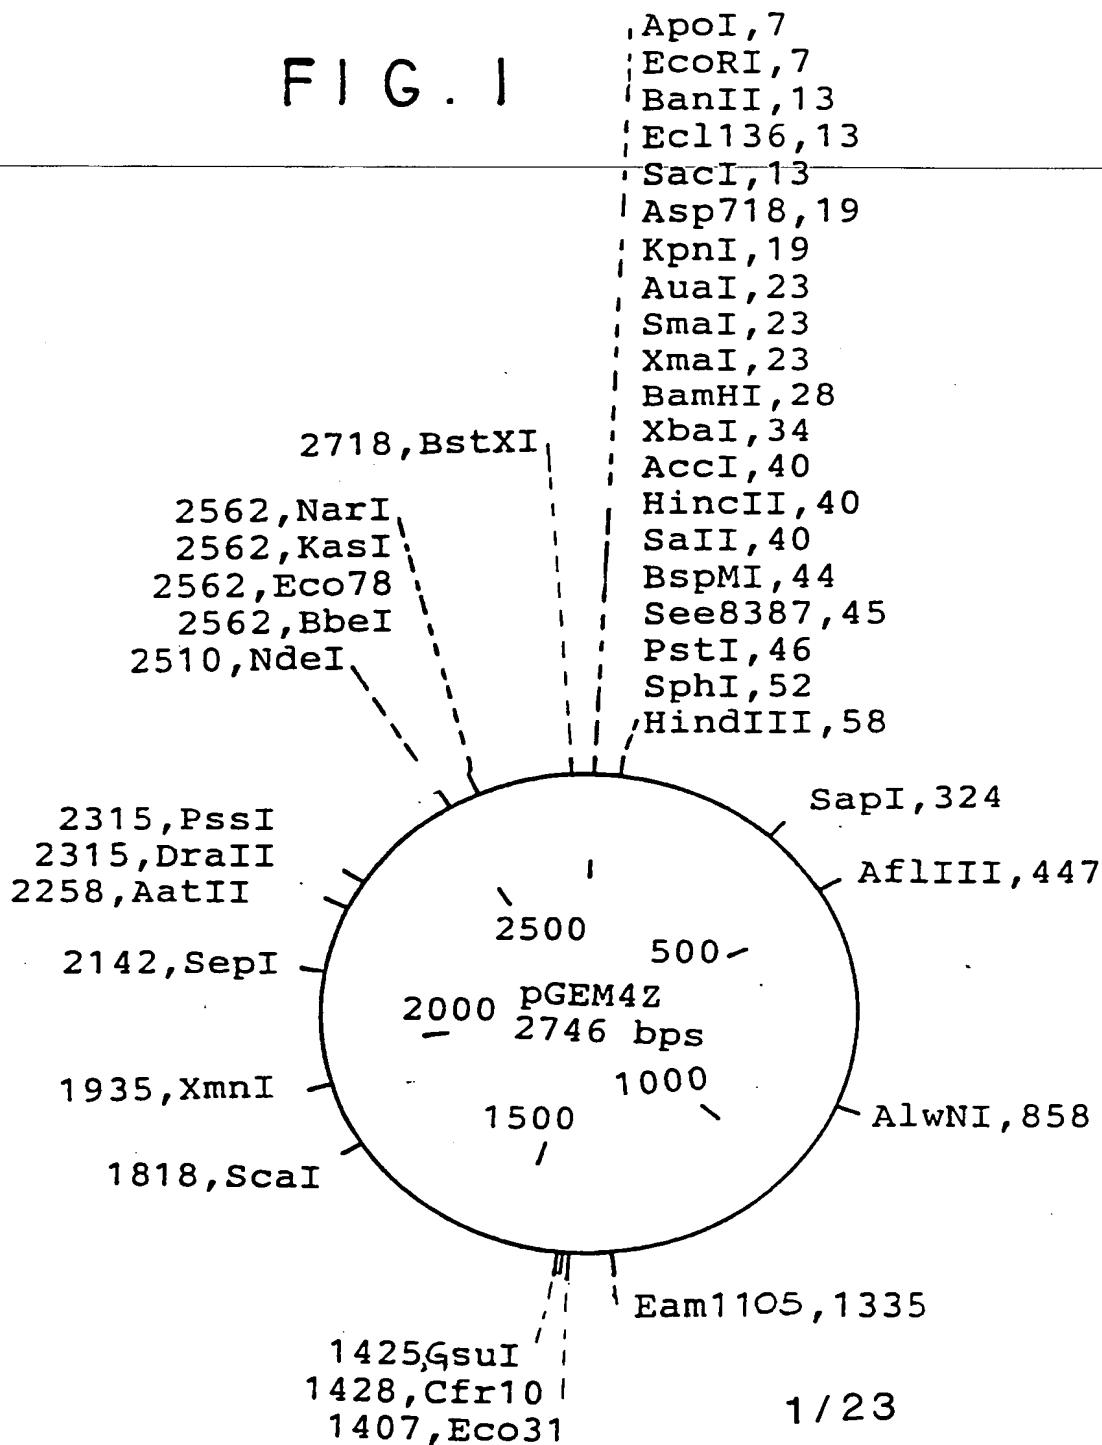 FIG. 1
ApoI,7
EcoRI,7
BanII,13
Ecl136,13
SacI,13
Asp718,19
KpnI,19
AuaI,23
SmaI,23
XmaI,23
BamHI,28
XbaI,34
AccI,40
HincII,40
SaII,40
BspMI,44
See8387,45
PstI,46
SphI,52
HindIII,58
2718,BstXI
2562,NarI
2562,KasI
2562,Eco78
2562,BbeI
2510,NdeI
SapI,324
AflIII,447
2315,PssI
2315,DraII
2258,AatII
2142,SepI
1935,XmnI
1818,ScaI
2500
500
2000
pGEM4Z
2746 bps
1000
1500
AlwNI,858
Eam1105,1335
1425,GsuI
1428,Cfr10
1407,Eco31
1/23